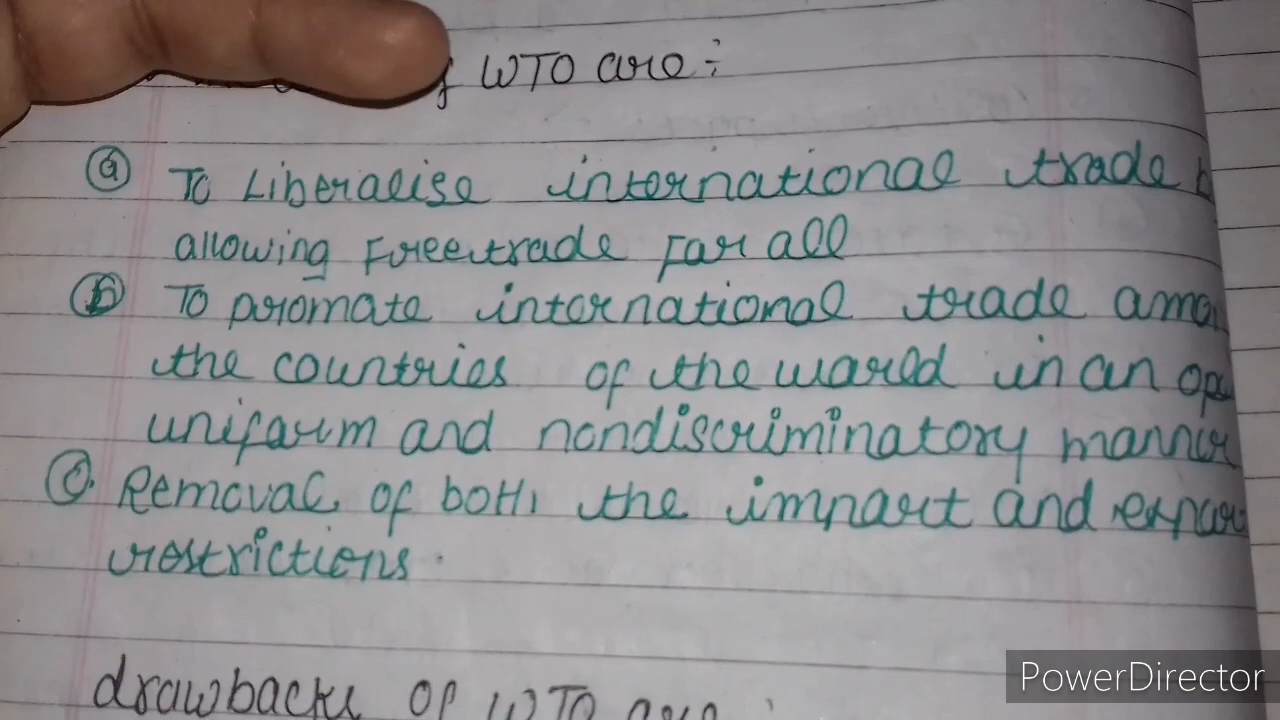 WTO are :-
(a) To Liberalise international trade
allowing Free trade For all
(b) To promote international trade
the countries of the world in an
uniform and nondiscriminatory manner
(c). Removal of both the import and export
restrictions.
drawbacks of WTO are :
PowerDirector